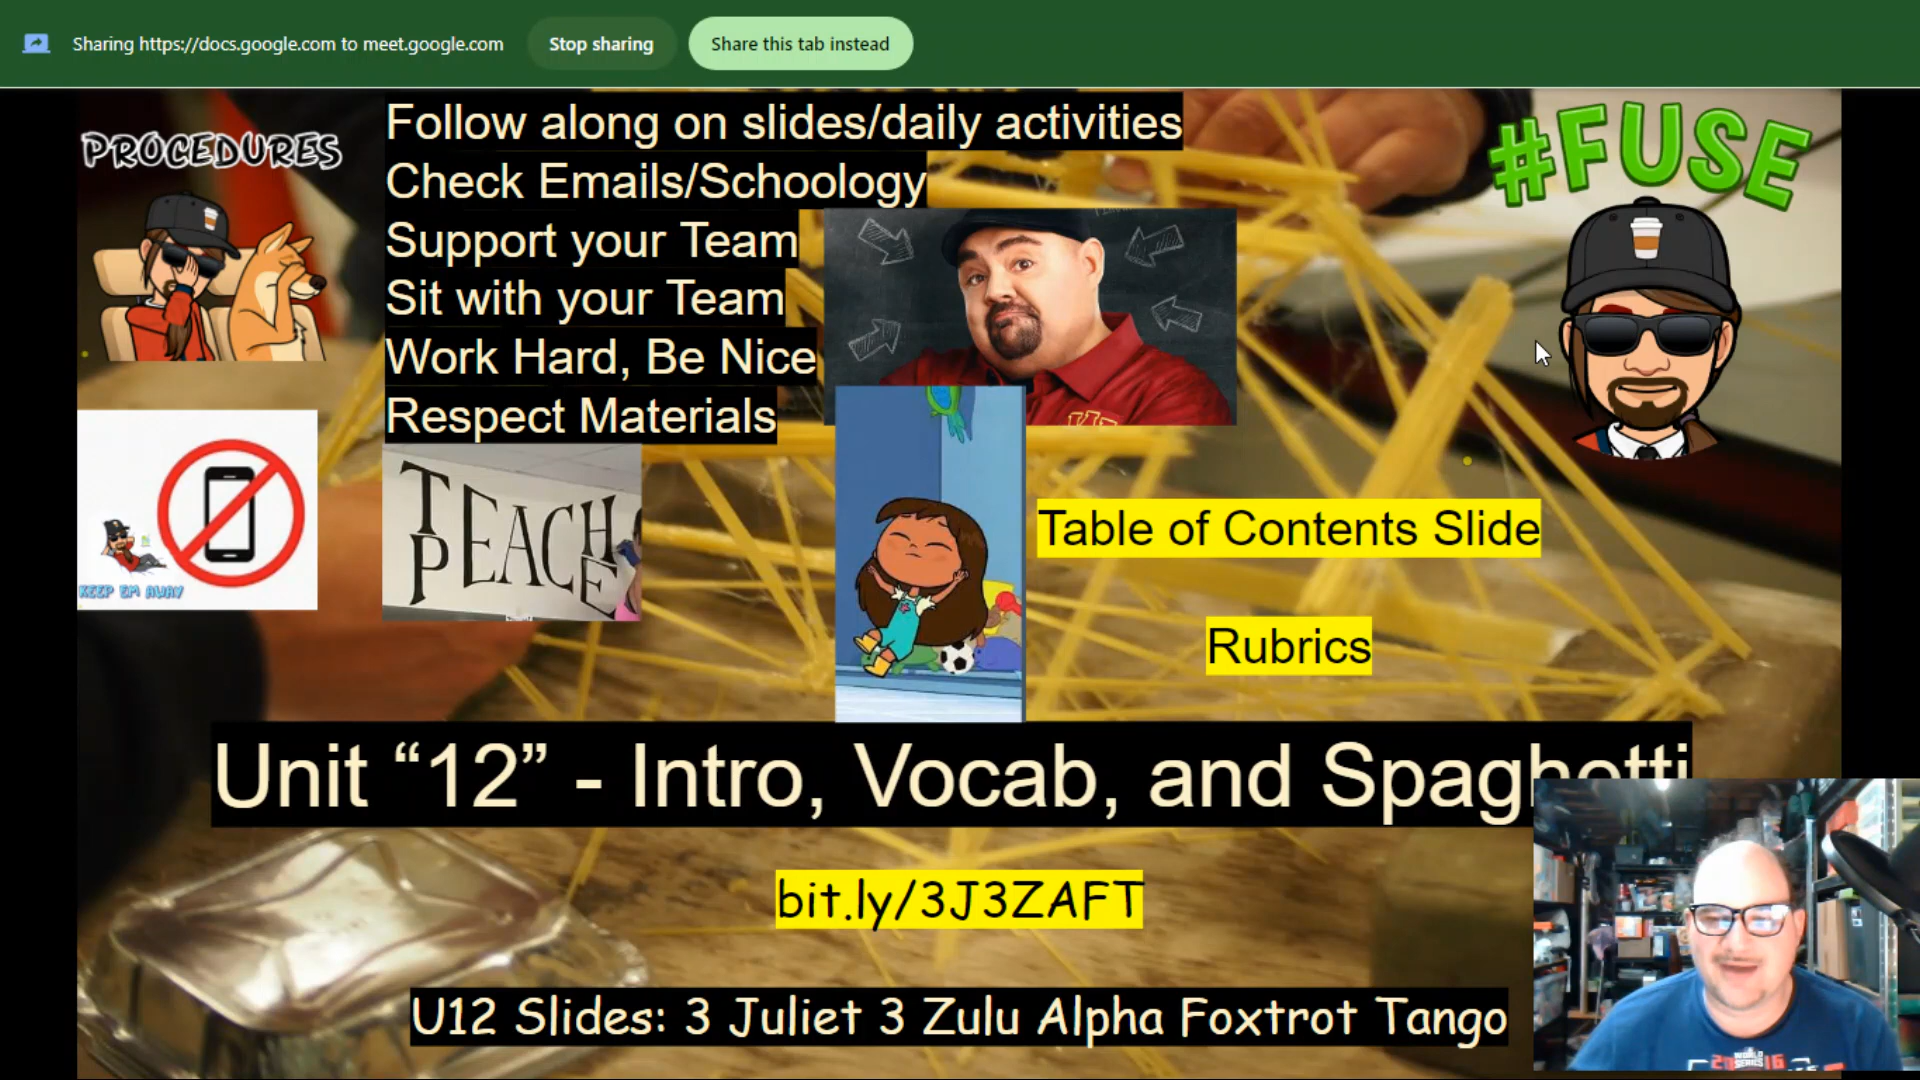 Sharing https://docs.google.com to meet.google.com
Stop sharing
Share this tab instead
PROCEDURES
Follow along on slides/daily activities
Check Emails/Schoology
Support your Team
Sit with your Team
Work Hard, Be Nice
Respect Materials
#FUSE
KEEP EM AWAY
TEACH
PEACE
Table of Contents Slide
Rubrics
Unit “12” - Intro, Vocab, and Spaghetti
bit.ly/3J3ZAFT
U12 Slides: 3 Juliet 3 Zulu Alpha Foxtrot Tango
WORLD
SERIES